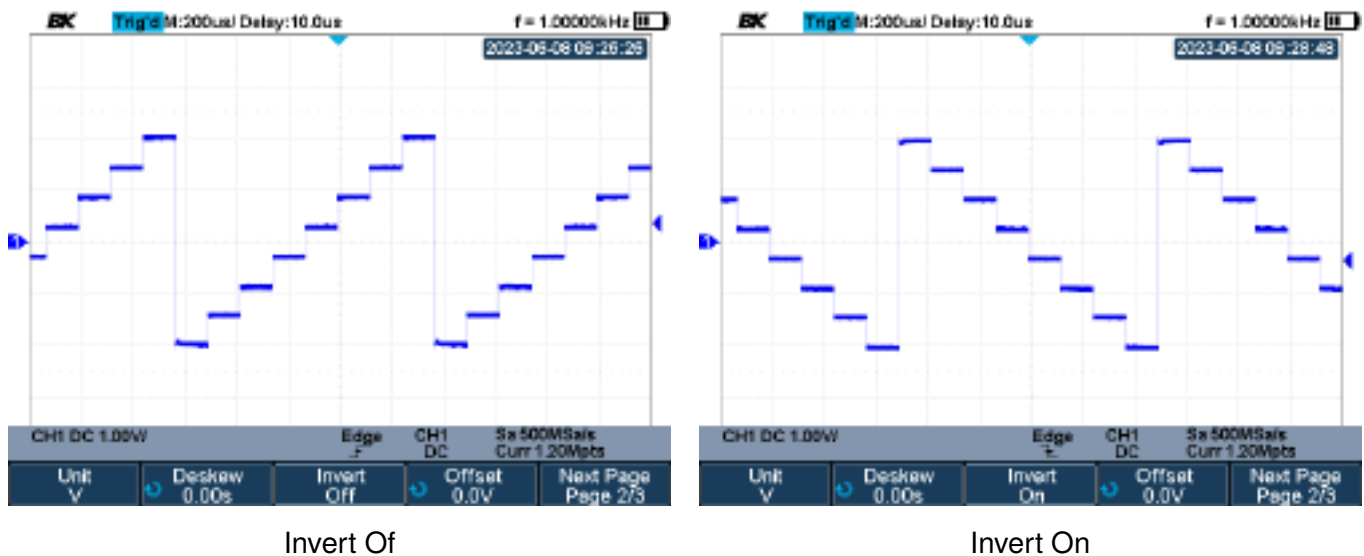 BK Trig'd M:200us/ Delay:10.0us f = 1.00000kHz
2023-06-08 09:26:26
1
CH1 DC 1.00V/ Edge CH1 Sa 500MSa/s
DC Curr 1.20Mpts
Unit Deskew Invert Offset Next Page
V 0.00s Off 0.0V Page 2/3
Invert Of
BK Trig'd M:200us/ Delay:10.0us f = 1.00000kHz
2023-06-08 09:28:48
1
CH1 DC 1.00V/ Edge CH1 Sa 500MSa/s
DC Curr 1.20Mpts
Unit Deskew Invert Offset Next Page
V 0.00s On 0.0V Page 2/3
Invert On